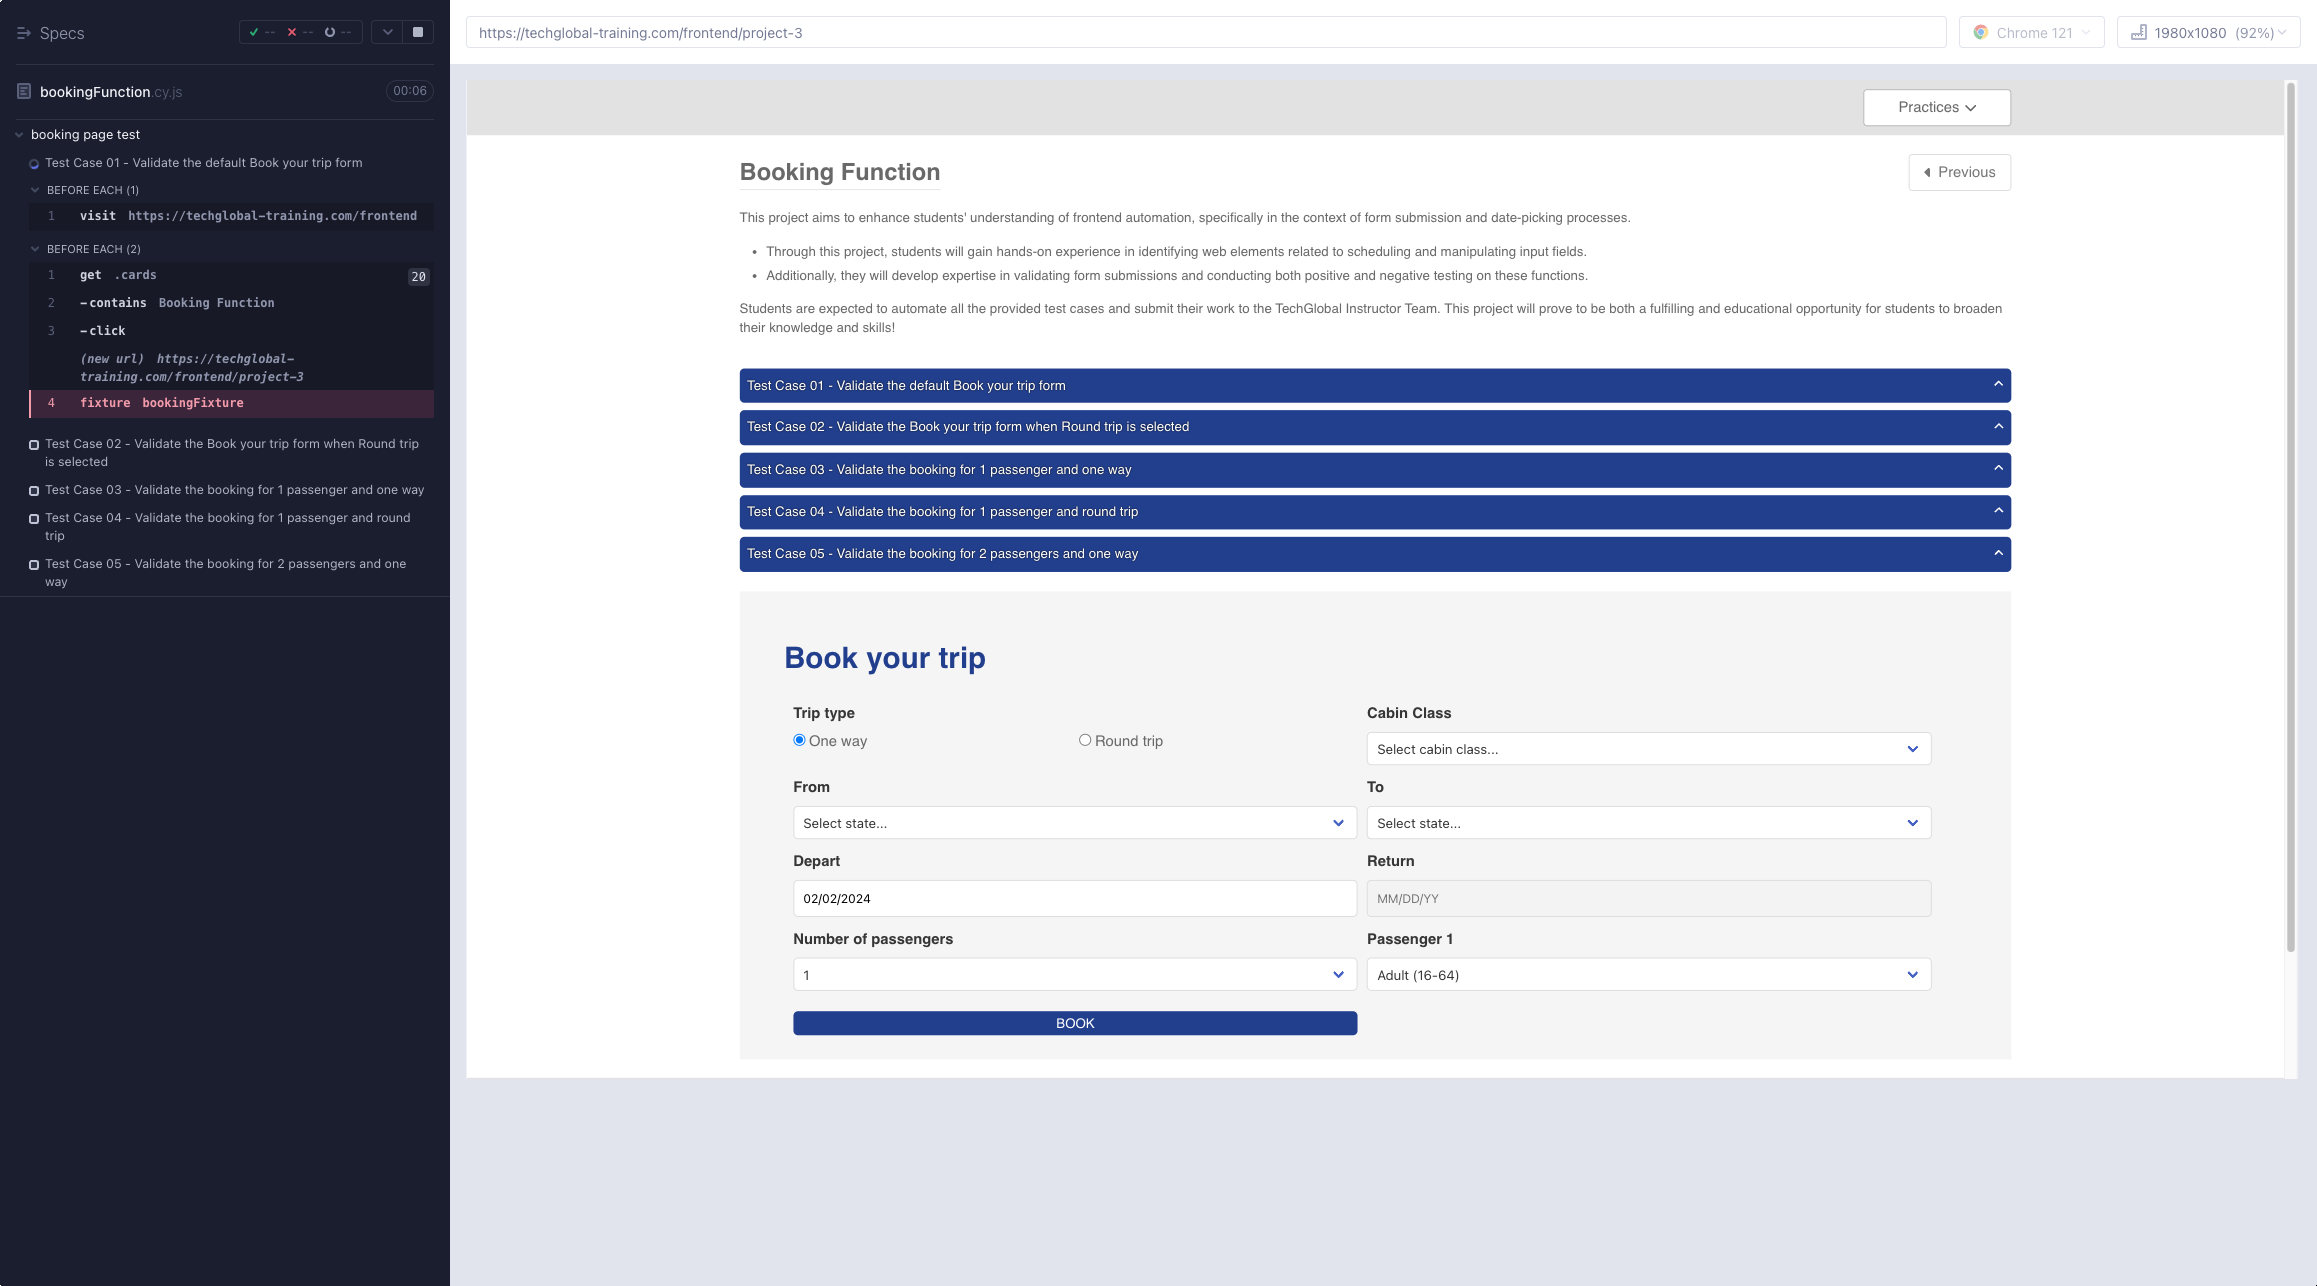 Specs
-- -- --
bookingFunction.cy.js 00:06
booking page test
Test Case 01 - Validate the default Book your trip form
BEFORE EACH (1)
1 visit https://techglobal-training.com/frontend
BEFORE EACH (2)
1 get .cards 20
2 -contains Booking Function
3 -click
(new url) https://techglobal-
training.com/frontend/project-3
4 fixture bookingFixture
Test Case 02 - Validate the Book your trip form when Round trip
is selected
Test Case 03 - Validate the booking for 1 passenger and one way
Test Case 04 - Validate the booking for 1 passenger and round
trip
Test Case 05 - Validate the booking for 2 passengers and one
way
https://techglobal-training.com/frontend/project-3
Chrome 121
1980x1080 (92%)
Practices
Booking Function
Previous
This project aims to enhance students' understanding of frontend automation, specifically in the context of form submission and date-picking processes.
• Through this project, students will gain hands-on experience in identifying web elements related to scheduling and manipulating input fields.
• Additionally, they will develop expertise in validating form submissions and conducting both positive and negative testing on these functions.
Students are expected to automate all the provided test cases and submit their work to the TechGlobal Instructor Team. This project will prove to be both a fulfilling and educational opportunity for students to broaden
their knowledge and skills!
Test Case 01 - Validate the default Book your trip form
Test Case 02 - Validate the Book your trip form when Round trip is selected
Test Case 03 - Validate the booking for 1 passenger and one way
Test Case 04 - Validate the booking for 1 passenger and round trip
Test Case 05 - Validate the booking for 2 passengers and one way
Book your trip
Trip type
One way
Round trip
Cabin Class
Select cabin class...
From
Select state...
To
Select state...
Depart
02/02/2024
Return
MM/DD/YY
Number of passengers
1
Passenger 1
Adult (16-64)
BOOK